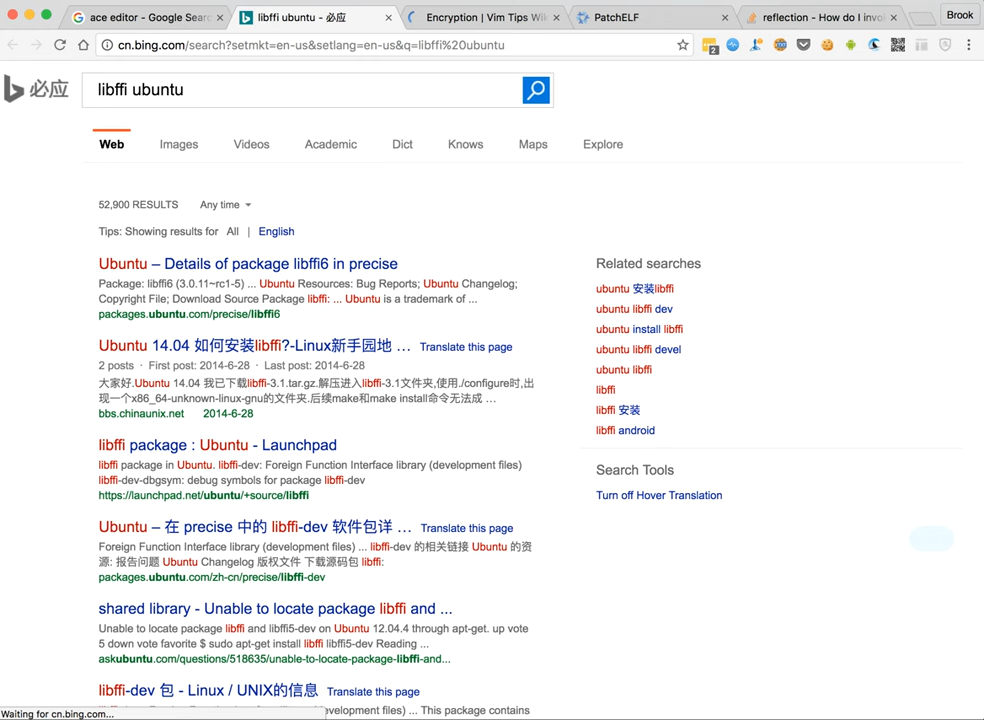 ace editor - Google Searc
libffi ubuntu - 必应
Encryption | Vim Tips Wi
PatchELF
reflection - How do I invo
Brook
cn.bing.com/search?setmkt=en-us&setlang=en-us&q=libffi%20ubuntu
2
必应
libffi ubuntu
Web
Images
Videos
Academic
Dict
Knows
Maps
Explore
52,900 RESULTS
Any time
Tips: Showing results for All | English
Ubuntu – Details of package libffi6 in precise
Package: libffi6 (3.0.11~rc1-5) ... Ubuntu Resources: Bug Reports; Ubuntu Changelog;
Copyright File; Download Source Package libffi: ... Ubuntu is a trademark of ...
packages.ubuntu.com/precise/libffi6
Ubuntu 14.04 如何安装libffi?-Linux新手园地 … Translate this page
2 posts · First post: 2014-6-28 · Last post: 2014-6-28
大家好.Ubuntu 14.04 我已下载libffi-3.1.tar.gz.解压进入libffi-3.1文件夹,使用./configure时,出
现一个x86_64-unknown-linux-gnu的文件夹.后续make和make install命令无法成 …
bbs.chinaunix.net 2014-6-28
libffi package : Ubuntu - Launchpad
libffi package in Ubuntu. libffi-dev: Foreign Function Interface library (development files)
libffi-dev-dbgsym: debug symbols for package libffi-dev
https://launchpad.net/ubuntu/+source/libffi
Ubuntu – 在 precise 中的 libffi-dev 软件包详 … Translate this page
Foreign Function Interface library (development files) ... libffi-dev 的相关链接 Ubuntu 的资
源: 报告问题 Ubuntu Changelog 版权文件 下载源码包 libffi:
packages.ubuntu.com/zh-cn/precise/libffi-dev
shared library - Unable to locate package libffi and ...
Unable to locate package libffi and libffi5-dev on Ubuntu 12.04.4 through apt-get. up vote
5 down vote favorite $ sudo apt-get install libffi libffi5-dev Reading ...
askubuntu.com/questions/518635/unable-to-locate-package-libffi-and...
libffi-dev 包 - Linux / UNIX的信息 Translate this page
evelopment files) ... This package contains
Related searches
ubuntu 安装libffi
ubuntu libffi dev
ubuntu install libffi
ubuntu libffi devel
ubuntu libffi
libffi
libffi 安装
libffi android
Search Tools
Turn off Hover Translation
Waiting for cn.bing.com...